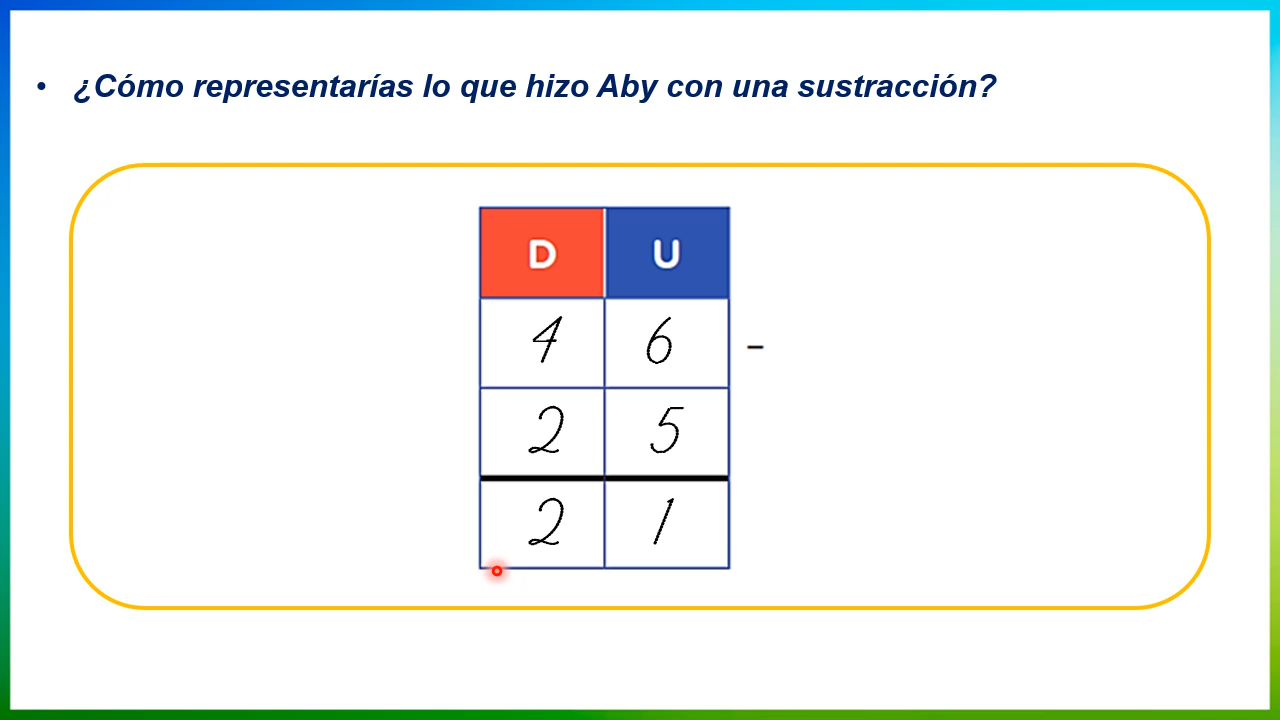 • ¿Cómo representarías lo que hizo Aby con una sustracción?
D U
4 6 –
2 5
2 1